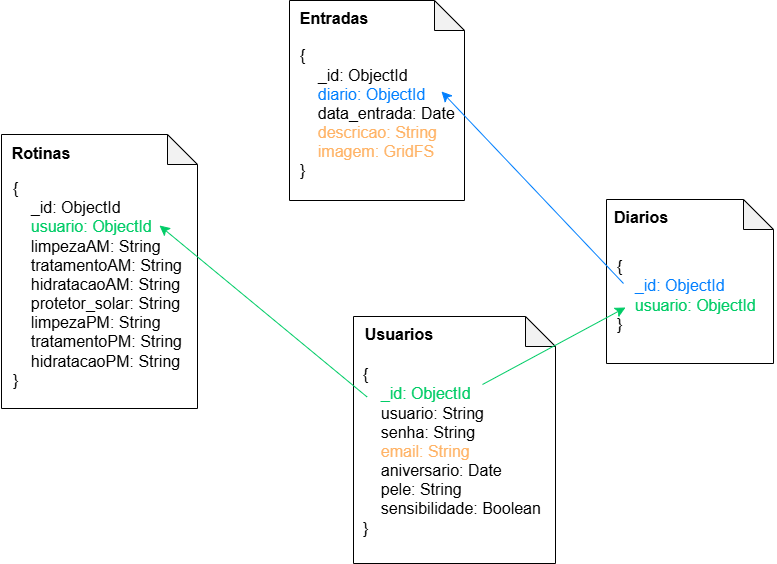 Entradas
{
_id: ObjectId
diario: ObjectId
data_entrada: Date
descricao: String
imagem: GridFS
}
Rotinas
{
_id: ObjectId
usuario: ObjectId
limpezaAM: String
tratamentoAM: String
hidratacaoAM: String
protetor_solar: String
limpezaPM: String
tratamentoPM: String
hidratacaoPM: String
}
Diarios
{
_id: ObjectId
usuario: ObjectId
}
Usuarios
{
_id: ObjectId
usuario: String
senha: String
email: String
aniversario: Date
pele: String
sensibilidade: Boolean
}